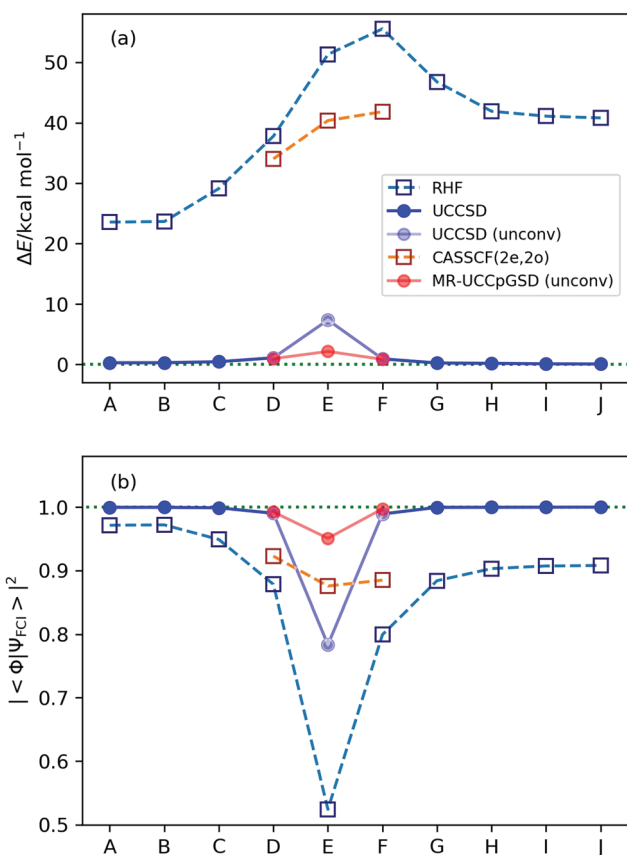 (a)
ΔE/kcal mol⁻¹
50
40
30
20
10
0
RHF
UCCSD
UCCSD (unconv)
CASSCF(2e,2o)
MR-UCCpGSD (unconv)
A B C D E F G H I J
(b)
|<Φ|Ψ_FCI>|²
1.0
0.9
0.8
0.7
0.6
0.5
A B C D E F G H I J